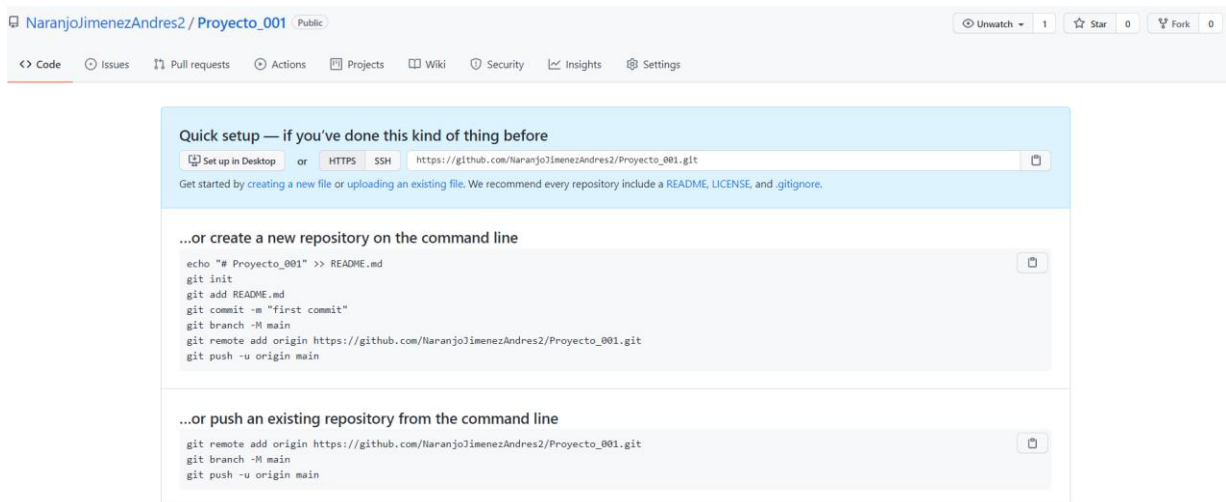 NaranjoJimenezAndres2 / Proyecto_001 Public
Unwatch 1 Star 0 Fork 0
<> Code Issues Pull requests Actions Projects Wiki Security Insights Settings
Quick setup — if you've done this kind of thing before
Set up in Desktop or HTTPS SSH https://github.com/NaranjoJimenezAndres2/Proyecto_001.git
Get started by creating a new file or uploading an existing file. We recommend every repository include a README, LICENSE, and .gitignore.
...or create a new repository on the command line
echo "# Proyecto_001" >> README.md
git init
git add README.md
git commit -m "first commit"
git branch -M main
git remote add origin https://github.com/NaranjoJimenezAndres2/Proyecto_001.git
git push -u origin main
...or push an existing repository from the command line
git remote add origin https://github.com/NaranjoJimenezAndres2/Proyecto_001.git
git branch -M main
git push -u origin main